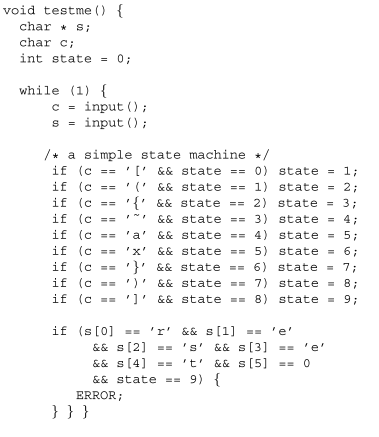 void testme() {
  char * s;
  char c;
  int state = 0;

  while (1) {
      c = input();
      s = input();

     /* a simple state machine */
      if (c == '[' && state == 0) state = 1;
      if (c == '(' && state == 1) state = 2;
      if (c == '{' && state == 2) state = 3;
      if (c == '~' && state == 3) state = 4;
      if (c == 'a' && state == 4) state = 5;
      if (c == 'x' && state == 5) state = 6;
      if (c == '}' && state == 6) state = 7;
      if (c == ')' && state == 7) state = 8;
      if (c == ']' && state == 8) state = 9;

      if (s[0] == 'r' && s[1] == 'e'
           && s[2] == 's' && s[3] == 'e'
           && s[4] == 't' && s[5] == 0
           && state == 9) {
         ERROR;
      } } }